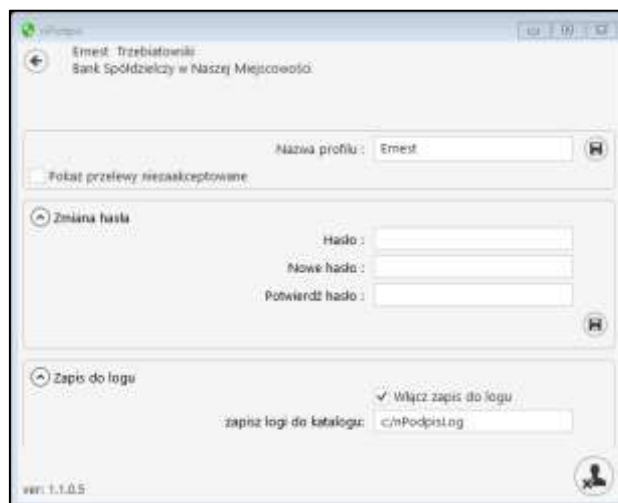 nPodpis
Ernest Trzebiatowski
Bank Spółdzielczy w Naszej Miejscowości
Nazwa profilu : Ernest
Pokaż przelewy niezaakceptowane
Zmiana hasła
Hasło :
Nowe hasło :
Potwierdź hasło :
Zapis do logu
Włącz zapis do logu
zapisz logi do katalogu: c:/nPodpisLog
ver: 1.1.0.5